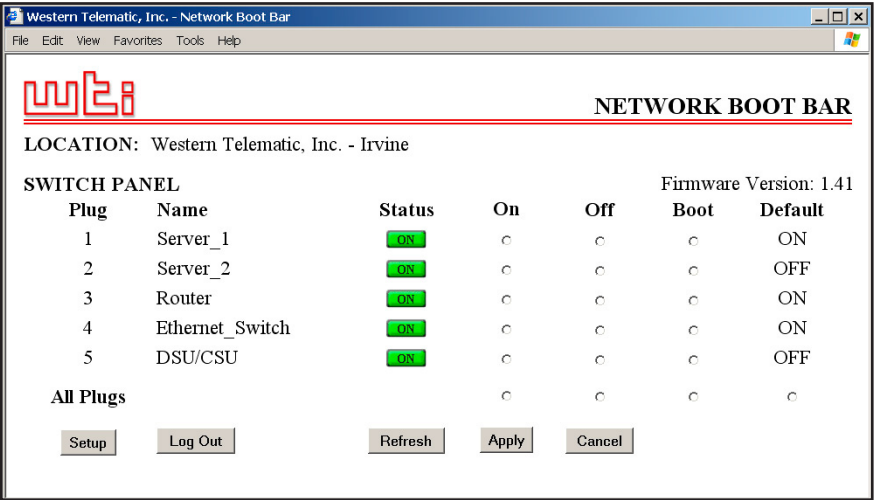 Western Telematic, Inc. - Network Boot Bar
File Edit View Favorites Tools Help
wti
NETWORK BOOT BAR
LOCATION: Western Telematic, Inc. - Irvine
SWITCH PANEL Firmware Version: 1.41
Plug Name Status On Off Boot Default
1 Server_1 ON ON
2 Server_2 ON OFF
3 Router ON ON
4 Ethernet_Switch ON ON
5 DSU/CSU ON OFF
All Plugs
Setup Log Out Refresh Apply Cancel